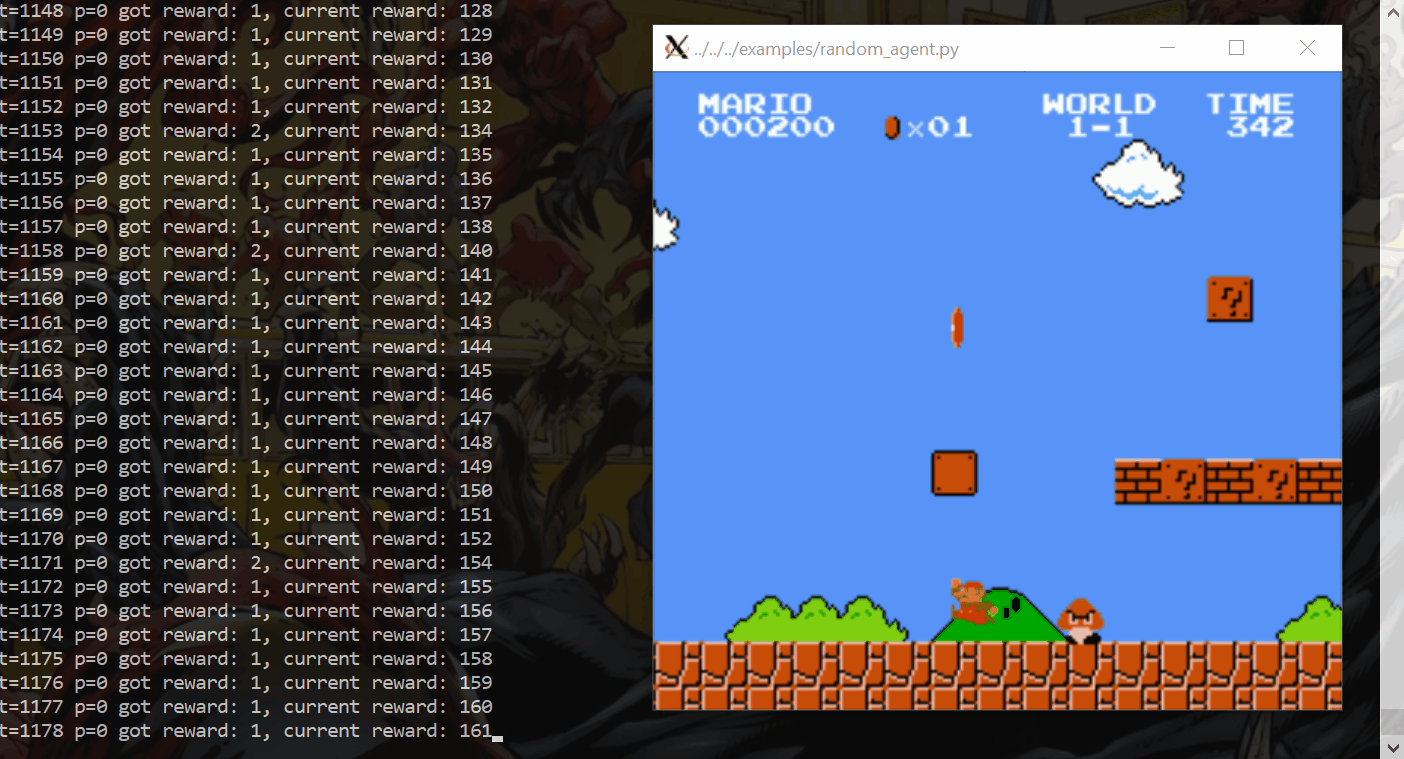 t=1148 p=0 got reward: 1, current reward: 128
t=1149 p=0 got reward: 1, current reward: 129
t=1150 p=0 got reward: 1, current reward: 130
t=1151 p=0 got reward: 1, current reward: 131
t=1152 p=0 got reward: 1, current reward: 132
t=1153 p=0 got reward: 2, current reward: 134
t=1154 p=0 got reward: 1, current reward: 135
t=1155 p=0 got reward: 1, current reward: 136
t=1156 p=0 got reward: 1, current reward: 137
t=1157 p=0 got reward: 1, current reward: 138
t=1158 p=0 got reward: 2, current reward: 140
t=1159 p=0 got reward: 1, current reward: 141
t=1160 p=0 got reward: 1, current reward: 142
t=1161 p=0 got reward: 1, current reward: 143
t=1162 p=0 got reward: 1, current reward: 144
t=1163 p=0 got reward: 1, current reward: 145
t=1164 p=0 got reward: 1, current reward: 146
t=1165 p=0 got reward: 1, current reward: 147
t=1166 p=0 got reward: 1, current reward: 148
t=1167 p=0 got reward: 1, current reward: 149
t=1168 p=0 got reward: 1, current reward: 150
t=1169 p=0 got reward: 1, current reward: 151
t=1170 p=0 got reward: 1, current reward: 152
t=1171 p=0 got reward: 2, current reward: 154
t=1172 p=0 got reward: 1, current reward: 155
t=1173 p=0 got reward: 1, current reward: 156
t=1174 p=0 got reward: 1, current reward: 157
t=1175 p=0 got reward: 1, current reward: 158
t=1176 p=0 got reward: 1, current reward: 159
t=1177 p=0 got reward: 1, current reward: 160
t=1178 p=0 got reward: 1, current reward: 161
../../../examples/random_agent.py
MARIO WORLD TIME
000200 ×01 1-1 342
? 
? ?